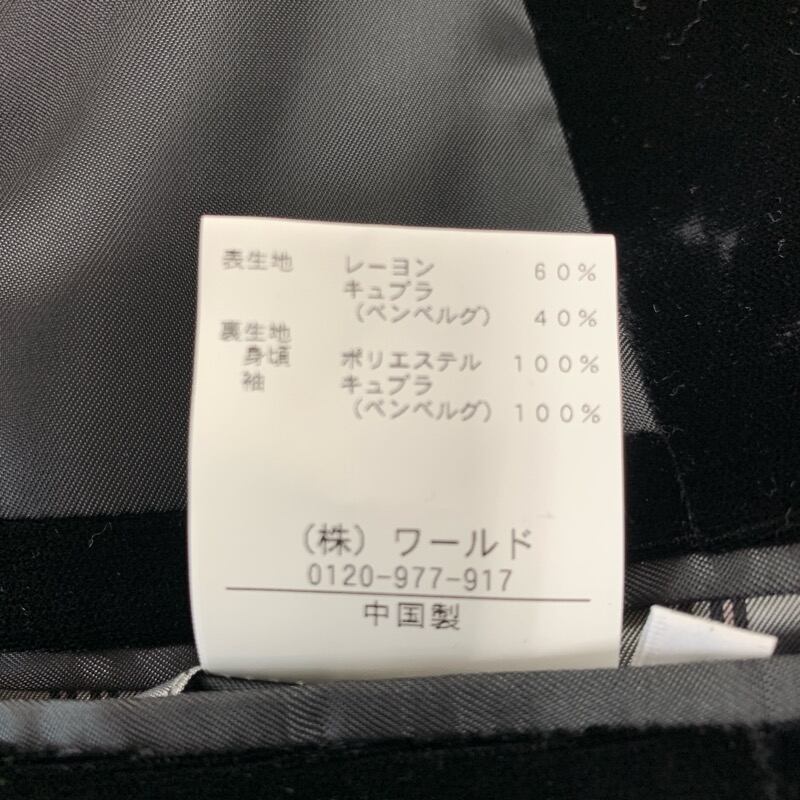 表生地 レーヨン 60%
キュプラ
(ベンベルグ) 40%
裏生地
身頃 ポリエステル 100%
袖 キュプラ
(ベンベルグ) 100%
(株) ワールド
0120-977-917
中国製